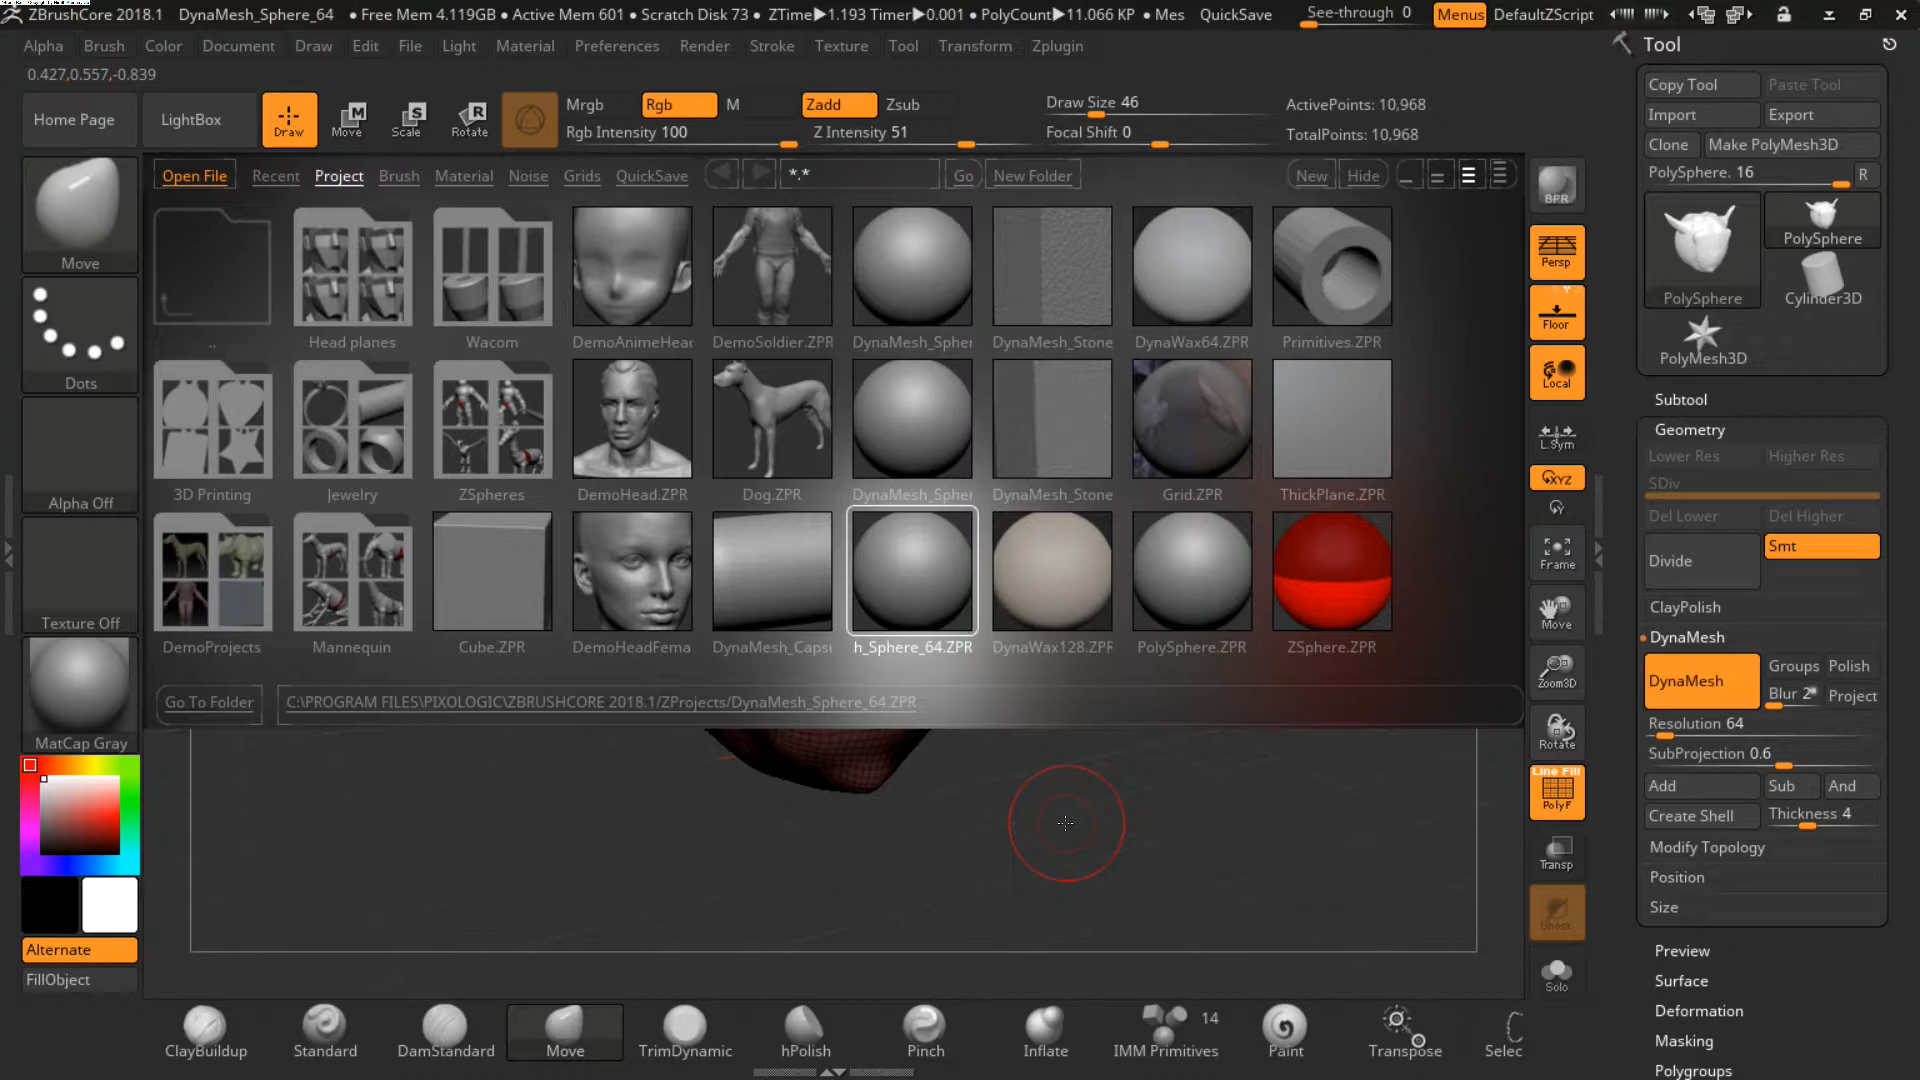 ZBrushCore 2018.1 DynaMesh_Sphere_64 • Free Mem 4.119GB • Active Mem 601 • Scratch Disk 73 • ZTime▶1.193 Timer▶0.001 • PolyCount▶11.066 KP • Mes QuickSave See-through 0 Menus DefaultZScript
Alpha Brush Color Document Draw Edit File Light Material Preferences Render Stroke Texture Tool Transform Zplugin
Tool
0.427,0.557,-0.839
Home Page LightBox Draw Move Scale Rotate
M S R
Mrgb Rgb M Zadd Zsub Draw Size 46 ActivePoints: 10,968
Rgb Intensity 100 Z Intensity 51 Focal Shift 0 TotalPoints: 10,968
Copy Tool Paste Tool
Import Export
Clone Make PolyMesh3D
PolySphere. 16 R
PolySphere PolySphere
Cylinder3D
PolyMesh3D
Open File Recent Project Brush Material Noise Grids QuickSave *.* Go New Folder New Hide
.. Head planes Wacom DemoAnimeHead DemoSoldier.ZPR DynaMesh_Spher DynaMesh_Stone DynaWax64.ZPR Primitives.ZPR
3D Printing Jewelry ZSpheres DemoHead.ZPR Dog.ZPR DynaMesh_Spher DynaMesh_Stone Grid.ZPR ThickPlane.ZPR
DemoProjects Mannequin Cube.ZPR DemoHeadFema DynaMesh_Capsu h_Sphere_64.ZPR DynaWax128.ZPR PolySphere.ZPR ZSphere.ZPR
Go To Folder C:\PROGRAM FILES\PIXOLOGIC\ZBRUSHCORE 2018.1/ZProjects/DynaMesh_Sphere_64.ZPR
Move
Dots
Alpha Off
Texture Off
MatCap Gray
Alternate
FillObject
BPR
Persp
Floor
Local
L.Sym
XYZ
Frame
Move
Zoom3D
Rotate
Line Fill
PolyF
Transp
Ghost
Solo
Subtool
Geometry
Lower Res Higher Res
SDiv
Del Lower Del Higher
Divide Smt
ClayPolish
DynaMesh
DynaMesh Groups Polish
Blur 2 Project
Resolution 64
SubProjection 0.6
Add Sub And
Create Shell Thickness 4
Modify Topology
Position
Size
Preview
Surface
Deformation
Masking
Polygroups
ClayBuildup Standard DamStandard Move TrimDynamic hPolish Pinch Inflate 14 IMM Primitives Paint Transpose Selec